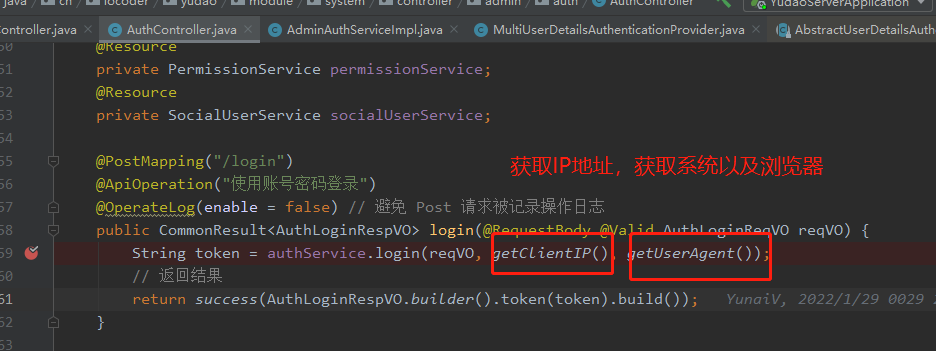 java › cn › iocoder › yudao › module › system › controller › admin › auth › AuthController YudaoServerApplication
Controller.java AuthController.java AdminAuthServiceImpl.java MultiUserDetailsAuthenticationProvider.java AbstractUserDetailsAuthe
50 @Resource
51 private PermissionService permissionService;
52 @Resource
53 private SocialUserService socialUserService;
54
55 @PostMapping("/login")
获取IP地址，获取系统以及浏览器
56 @ApiOperation("使用账号密码登录")
57 @OperateLog(enable = false) // 避免 Post 请求被记录操作日志
58 public CommonResult<AuthLoginRespVO> login(@RequestBody @Valid AuthLoginReqVO reqVO) {
59 String token = authService.login(reqVO, getClientIP(), getUserAgent());
60 // 返回结果
61 return success(AuthLoginRespVO.builder().token(token).build()); YunaiV, 2022/1/29 0029 2
62 }
63